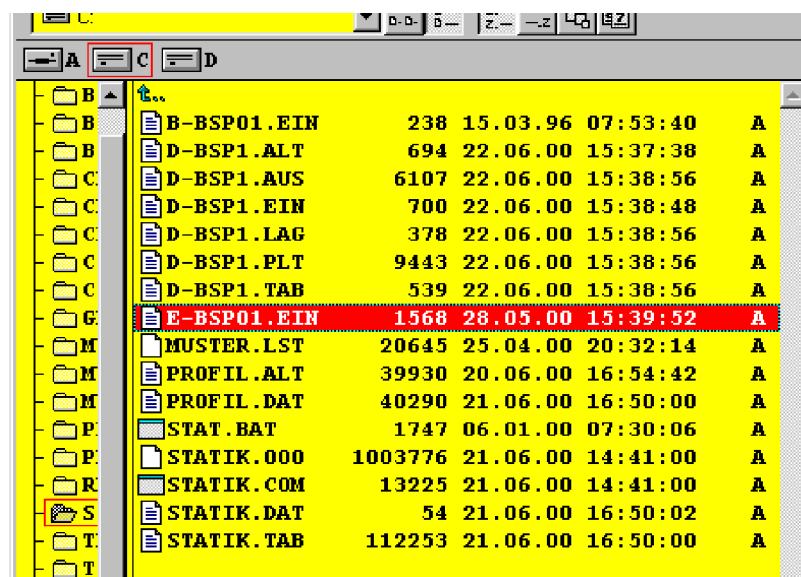 C:
A C D
B t..
B B-BSP01.EIN 238 15.03.96 07:53:40 A
B D-BSP1.ALT 694 22.06.00 15:37:38 A
C D-BSP1.AUS 6107 22.06.00 15:38:56 A
C D-BSP1.EIN 700 22.06.00 15:38:48 A
C D-BSP1.LAG 378 22.06.00 15:38:56 A
C D-BSP1.PLT 9443 22.06.00 15:38:56 A
C D-BSP1.TAB 539 22.06.00 15:38:56 A
G E-BSP01.EIN 1568 28.05.00 15:39:52 A
M MUSTER.LST 20645 25.04.00 20:32:14 A
M PROFIL.ALT 39930 20.06.00 16:54:42 A
M PROFIL.DAT 40290 21.06.00 16:50:00 A
P STAT.BAT 1747 06.01.00 07:30:06 A
P STATIK.000 1003776 21.06.00 14:41:00 A
R STATIK.COM 13225 21.06.00 14:41:00 A
S STATIK.DAT 54 21.06.00 16:50:02 A
T STATIK.TAB 112253 21.06.00 16:50:00 A
T